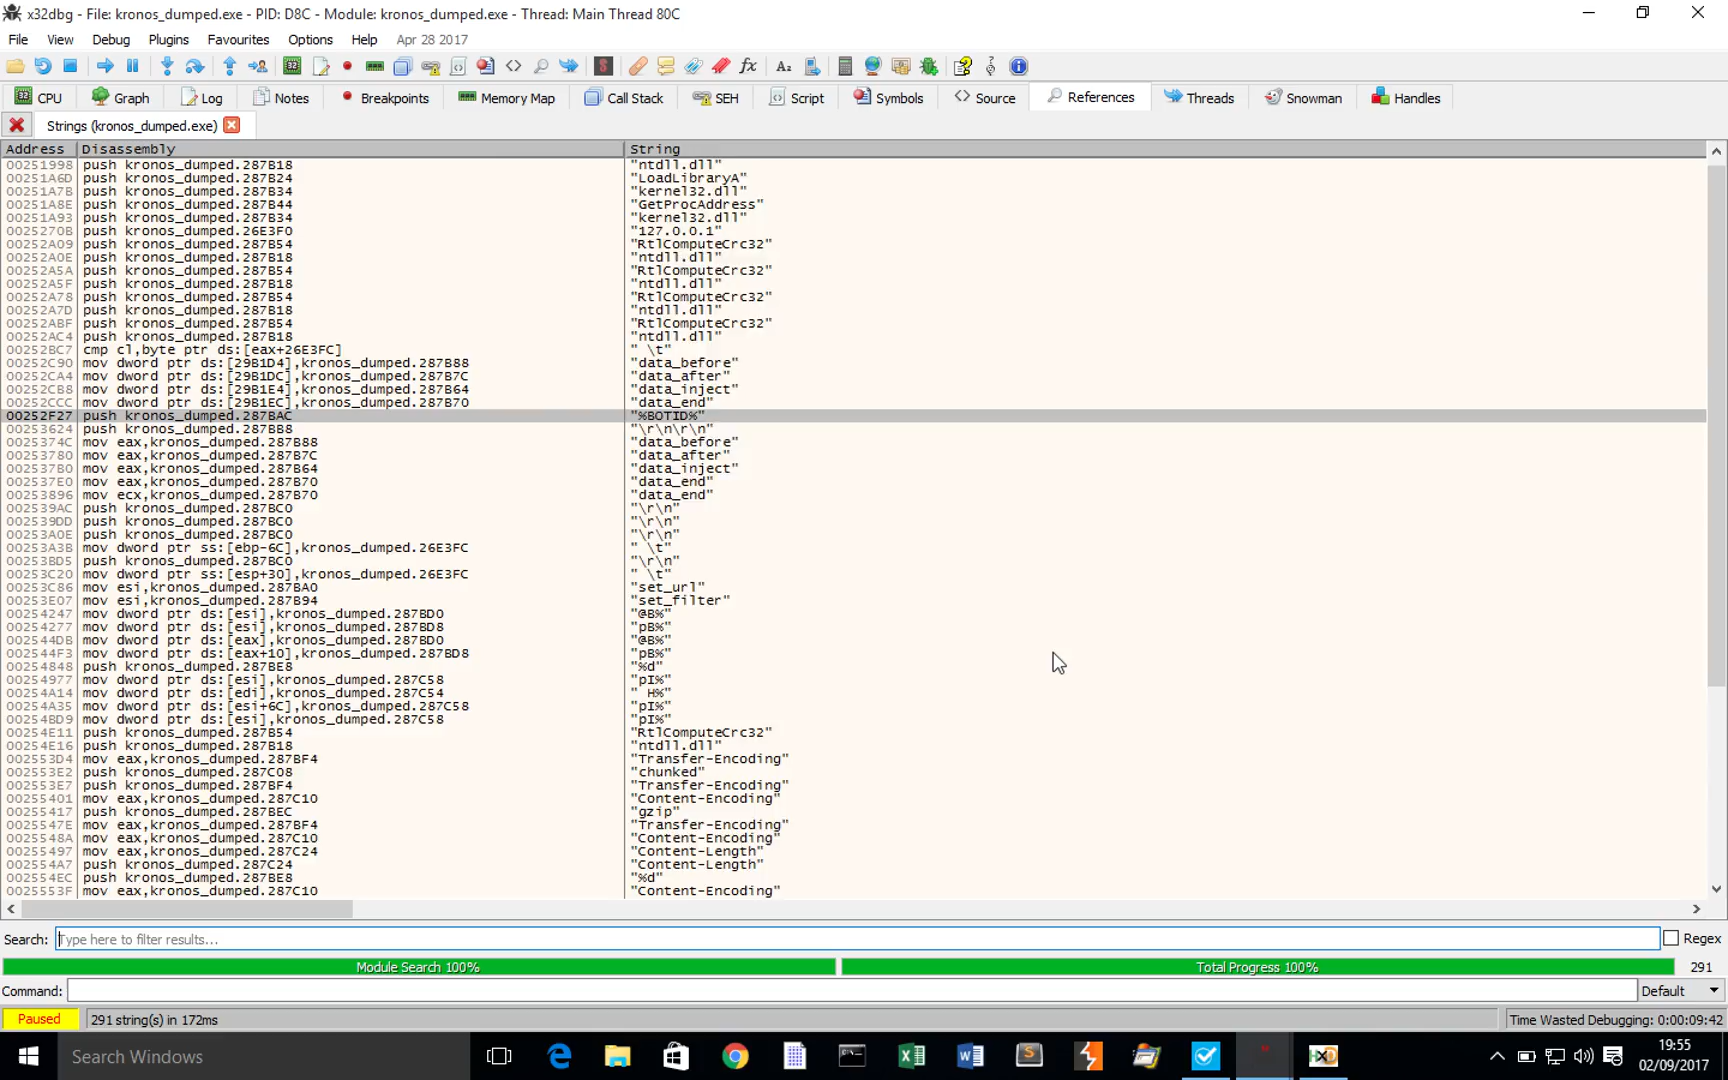 x32dbg - File: kronos_dumped.exe - PID: D8C - Module: kronos_dumped.exe - Thread: Main Thread 80C
File View Debug Plugins Favourites Options Help Apr 28 2017
CPU Graph Log Notes Breakpoints Memory Map Call Stack SEH Script Symbols Source References Threads Snowman Handles
Strings (kronos_dumped.exe)
Address Disassembly String
00251998 push kronos_dumped.287B18 "ntdll.dll"
00251A6D push kronos_dumped.287B24 "LoadLibraryA"
00251A7B push kronos_dumped.287B34 "kernel32.dll"
00251A8E push kronos_dumped.287B44 "GetProcAddress"
00251A93 push kronos_dumped.287B34 "kernel32.dll"
0025270B push kronos_dumped.26E3F0 "127.0.0.1"
00252A09 push kronos_dumped.287B54 "RtlComputeCrc32"
00252A0E push kronos_dumped.287B18 "ntdll.dll"
00252A5A push kronos_dumped.287B54 "RtlComputeCrc32"
00252A5F push kronos_dumped.287B18 "ntdll.dll"
00252A78 push kronos_dumped.287B54 "RtlComputeCrc32"
00252A7D push kronos_dumped.287B18 "ntdll.dll"
00252ABF push kronos_dumped.287B54 "RtlComputeCrc32"
00252AC4 push kronos_dumped.287B18 "ntdll.dll"
00252BC7 cmp cl,byte ptr ds:[eax+26E3FC] " \t"
00252C90 mov dword ptr ds:[29B1D4],kronos_dumped.287B88 "data_before"
00252CA4 mov dword ptr ds:[29B1DC],kronos_dumped.287B7C "data_after"
00252CB8 mov dword ptr ds:[29B1E4],kronos_dumped.287B64 "data_inject"
00252CCC mov dword ptr ds:[29B1EC],kronos_dumped.287B70 "data_end"
00252F27 push kronos_dumped.287BAC "%BOTID%"
00253624 push kronos_dumped.287BB8 "\r\n\r\n"
0025374C mov eax,kronos_dumped.287B88 "data_before"
00253780 mov eax,kronos_dumped.287B7C "data_after"
002537B0 mov eax,kronos_dumped.287B64 "data_inject"
002537E0 mov eax,kronos_dumped.287B70 "data_end"
00253896 mov ecx,kronos_dumped.287B70 "data_end"
002539AC push kronos_dumped.287BC0 "\r\n"
002539DD push kronos_dumped.287BC0 "\r\n"
00253A0E push kronos_dumped.287BC0 "\r\n"
00253A3B mov dword ptr ss:[ebp-6C],kronos_dumped.26E3FC " \t"
00253BD5 push kronos_dumped.287BC0 "\r\n"
00253C20 mov dword ptr ss:[esp+30],kronos_dumped.26E3FC " \t"
00253C86 mov esi,kronos_dumped.287BA0 "set_url"
00253E07 mov esi,kronos_dumped.287B94 "set_filter"
00254247 mov dword ptr ds:[esi],kronos_dumped.287BD0 "@B%"
00254277 mov dword ptr ds:[esi],kronos_dumped.287BD8 "pB%"
002544DB mov dword ptr ds:[eax],kronos_dumped.287BD0 "@B%"
002544F3 mov dword ptr ds:[eax+10],kronos_dumped.287BD8 "pB%"
00254848 push kronos_dumped.287BE8 "%d"
00254977 mov dword ptr ds:[esi],kronos_dumped.287C58 "pI%"
00254A14 mov dword ptr ds:[edi],kronos_dumped.287C54 " H%"
00254A35 mov dword ptr ds:[esi+6C],kronos_dumped.287C58 "pI%"
00254BD9 mov dword ptr ds:[esi],kronos_dumped.287C58 "pI%"
00254E11 push kronos_dumped.287B54 "RtlComputeCrc32"
00254E16 push kronos_dumped.287B18 "ntdll.dll"
002553D4 mov eax,kronos_dumped.287BF4 "Transfer-Encoding"
002553E2 push kronos_dumped.287C08 "chunked"
002553E7 push kronos_dumped.287BF4 "Transfer-Encoding"
00255401 mov eax,kronos_dumped.287C10 "Content-Encoding"
00255417 push kronos_dumped.287BEC "gzip"
0025547E mov eax,kronos_dumped.287BF4 "Transfer-Encoding"
0025548A mov eax,kronos_dumped.287C10 "Content-Encoding"
00255497 mov eax,kronos_dumped.287C24 "Content-Length"
002554A7 push kronos_dumped.287C24 "Content-Length"
002554EC push kronos_dumped.287BE8 "%d"
0025553F mov eax,kronos_dumped.287C10 "Content-Encoding"
Search: Type here to filter results... Regex
Module Search 100% Total Progress 100% 291
Command: Default
Paused 291 string(s) in 172ms Time Wasted Debugging: 0:00:09:42
Search Windows 19:55
02/09/2017